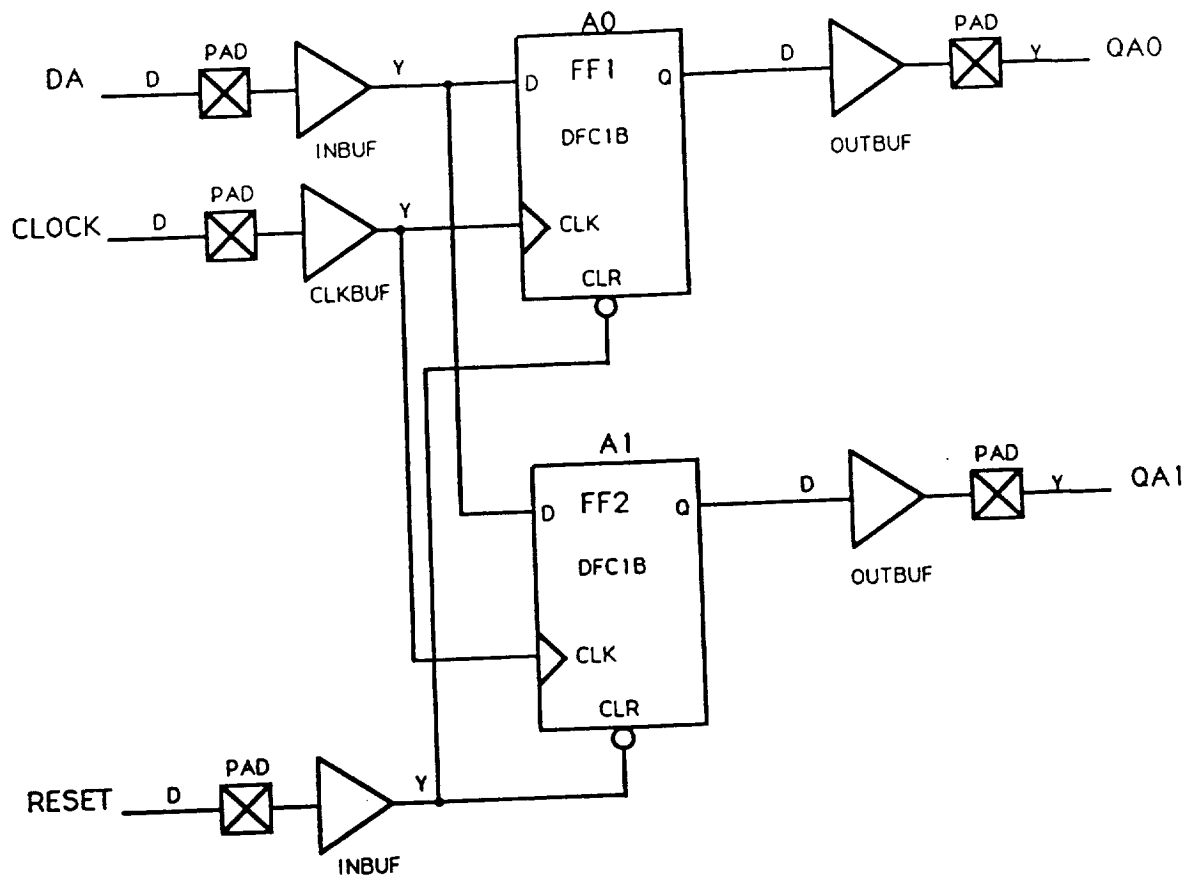 A0
PAD
PAD
DA
D
Y
D
FF1
Q
D
Y
QA0
DFC1B
INBUF
OUTBUF
PAD
CLOCK
D
Y
CLK
CLKBUF
CLR
A1
PAD
D
FF2
Q
D
Y
QA1
DFC1B
OUTBUF
CLK
CLR
PAD
RESET
D
Y
INBUF